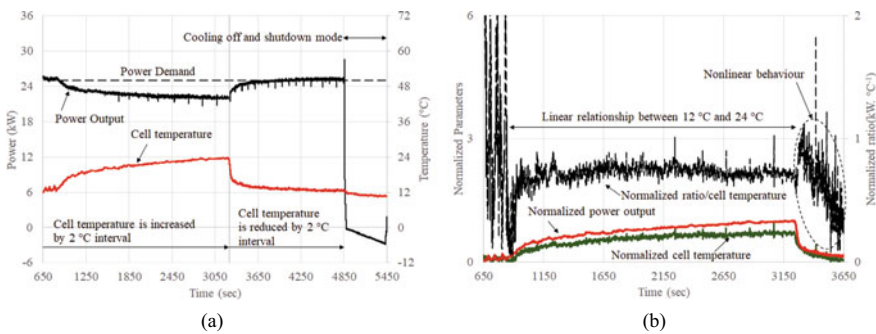 36
30
24
18
12
6
0
-6
Power (kW)
72
60
48
36
24
12
0
-12
Temperature (°C)
Cooling off and shutdown mode
Power Demand
Power Output
Cell temperature
Cell temperature is increased
by 2 °C interval
Cell temperature
is reduced by 2 °C
interval
650 1250 1850 2450 3050 3650 4250 4850 5450
Time (sec)
(a)
6
3
0
Normalized Parameters
2
1
0
Normalized ratio(kW. °C⁻¹)
Nonlinear behaviour
Linear relationship between 12 °C and 24 °C
Normalized ratio/cell temperature
Normalized power output
Normalized cell temperature
650 1150 1650 2150 2650 3150 3650
Time (sec)
(b)